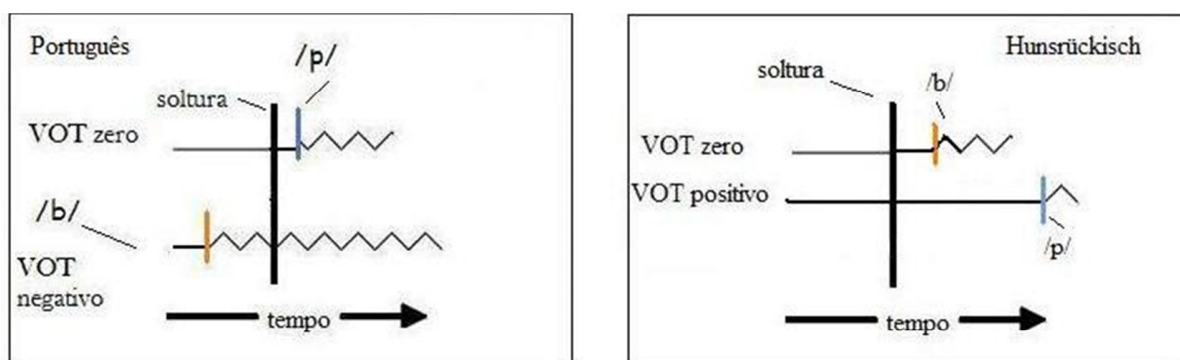 Português
/p/
soltura
VOT zero
/b/
VOT
negativo
tempo
Hunsrückisch
soltura
/b/
VOT zero
VOT positivo
/p/
tempo